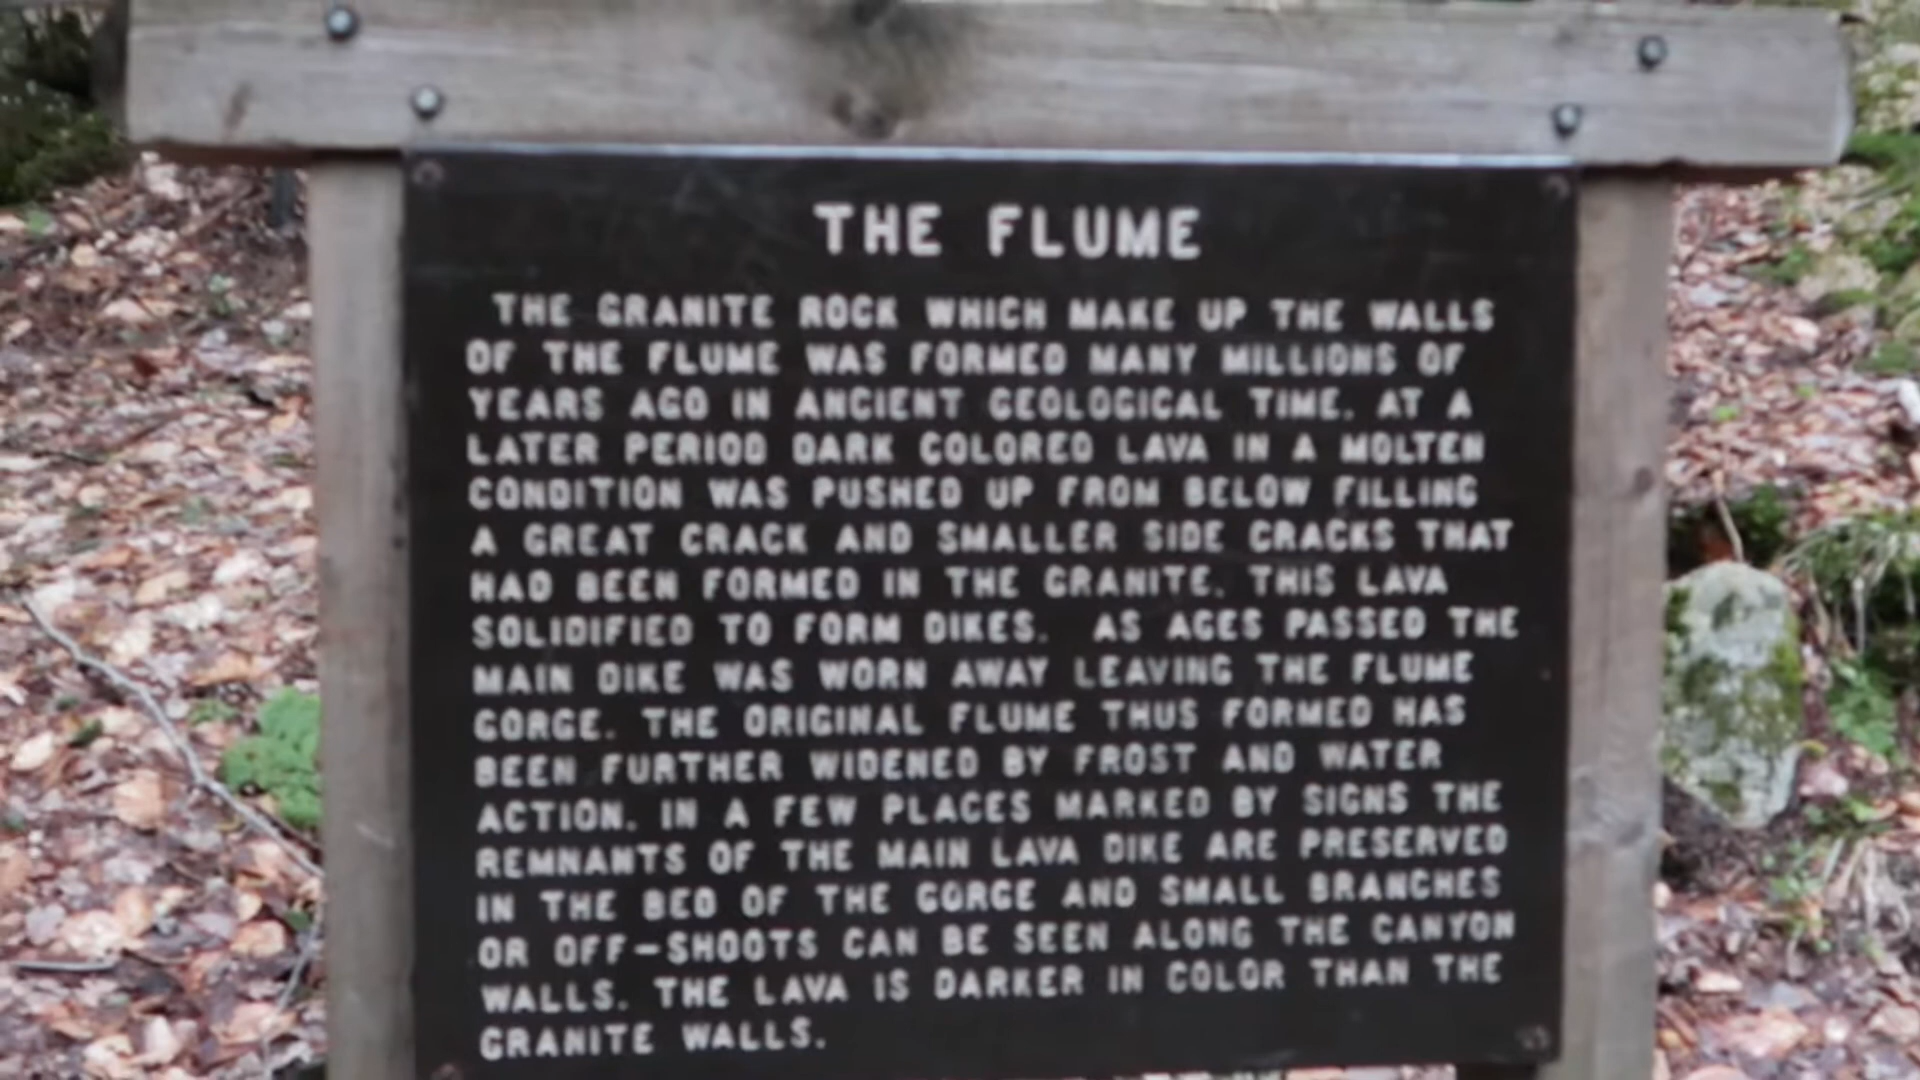 THE FLUME
THE GRANITE ROCK WHICH MAKE UP THE WALLS
OF THE FLUME WAS FORMED MANY MILLIONS OF
YEARS AGO IN ANCIENT GEOLOGICAL TIME. AT A
LATER PERIOD DARK COLORED LAVA IN A MOLTEN
CONDITION WAS PUSHED UP FROM BELOW FILLING
A GREAT CRACK AND SMALLER SIDE CRACKS THAT
HAD BEEN FORMED IN THE GRANITE. THIS LAVA
SOLIDIFIED TO FORM DIKES. AS AGES PASSED THE
MAIN DIKE WAS WORN AWAY LEAVING THE FLUME
GORGE. THE ORIGINAL FLUME THUS FORMED HAS
BEEN FURTHER WIDENED BY FROST AND WATER
ACTION. IN A FEW PLACES MARKED BY SIGNS THE
REMNANTS OF THE MAIN LAVA DIKE ARE PRESERVED
IN THE BED OF THE GORGE AND SMALL BRANCHES
OR OFF-SHOOTS CAN BE SEEN ALONG THE CANYON
WALLS. THE LAVA IS DARKER IN COLOR THAN THE
GRANITE WALLS.